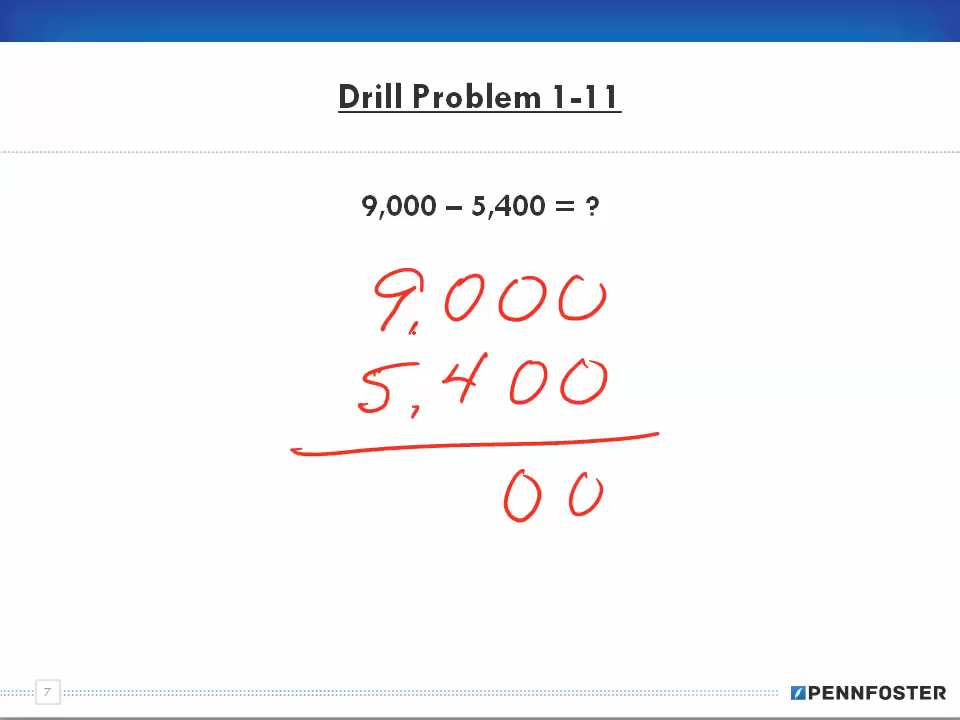 Drill Problem 1-11
9,000 – 5,400 = ?
9,000
5,400
00
7
PENNFOSTER